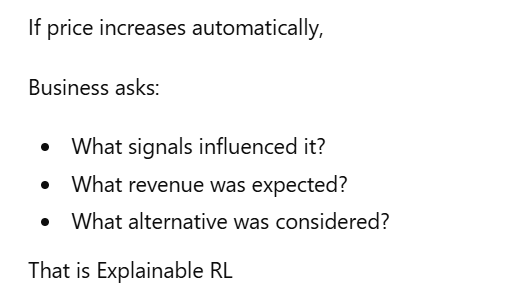 If price increases automatically,
Business asks:
• What signals influenced it?
• What revenue was expected?
• What alternative was considered?
That is Explainable RL